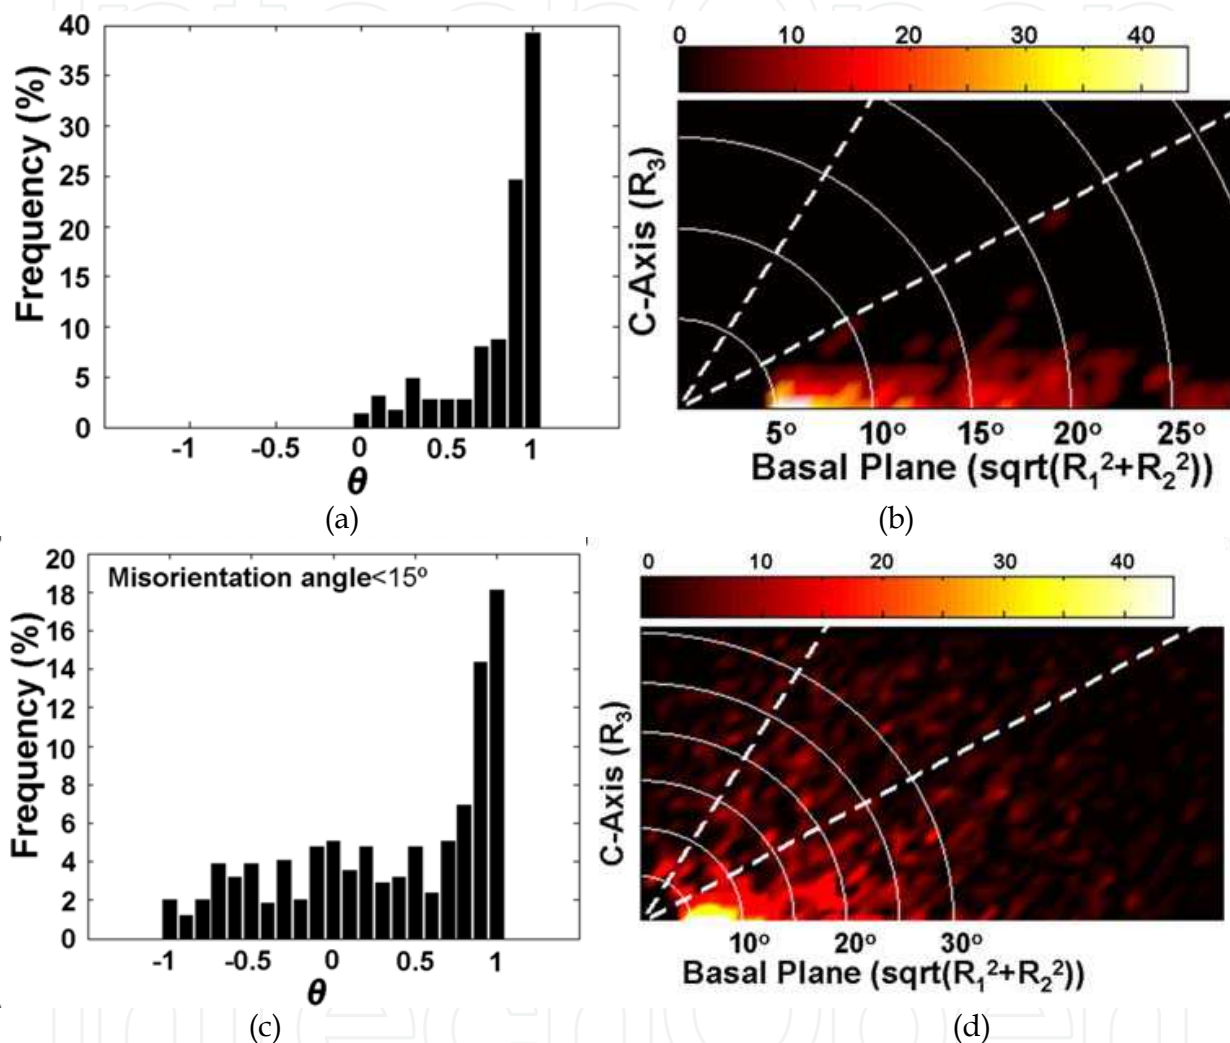 40
35
30
25
20
15
10
5
0
Frequency (%)
-1 -0.5 0 0.5 1
θ
(a)
0 10 20 30 40
C-Axis (R₃)
5° 10° 15° 20° 25°
Basal Plane (sqrt(R₁²+R₂²))
(b)
20
18
16
14
12
10
8
6
4
2
0
Misorientation angle<15º
Frequency (%)
-1 -0.5 0 0.5 1
θ
(c)
0 10 20 30 40
C-Axis (R₃)
10° 20° 30°
Basal Plane (sqrt(R₁²+R₂²))
(d)